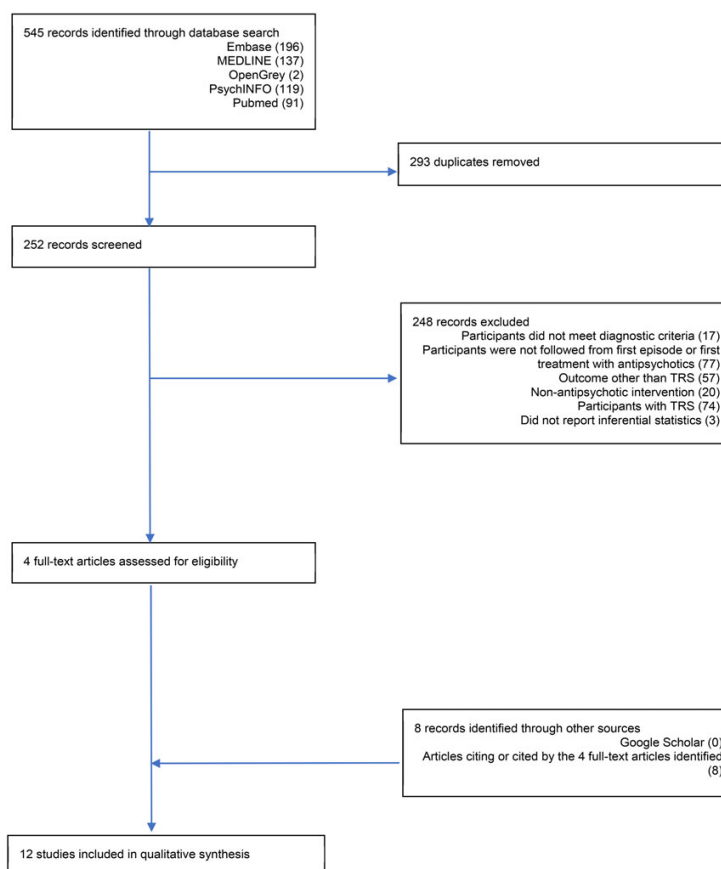 545 records identified through database search
Embase (196)
MEDLINE (137)
OpenGrey (2)
PsychINFO (119)
Pubmed (91)
293 duplicates removed
252 records screened
248 records excluded
Participants did not meet diagnostic criteria (17)
Participants were not followed from first episode or first
treatment with antipsychotics (77)
Outcome other than TRS (57)
Non-antipsychotic intervention (20)
Participants with TRS (74)
Did not report inferential statistics (3)
4 full-text articles assessed for eligibility
8 records identified through other sources
Google Scholar (0)
Articles citing or cited by the 4 full-text articles identified
(8)
12 studies included in qualitative synthesis